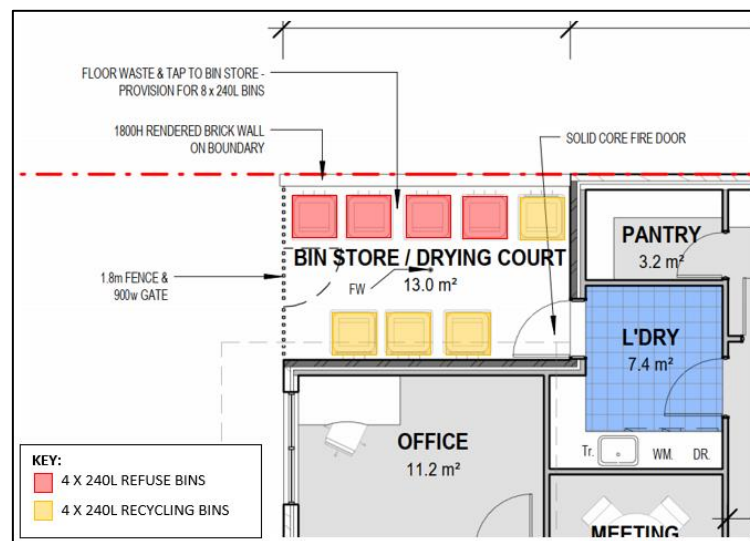 FLOOR WASTE & TAP TO BIN STORE -
PROVISION FOR 8 x 240L BINS
1800H RENDERED BRICK WALL
ON BOUNDARY
SOLID CORE FIRE DOOR
1.8m FENCE &
900w GATE
BIN STORE / DRYING COURT
FW
13.0 m²
PANTRY
3.2 m²
L'DRY
7.4 m²
OFFICE
11.2 m²
Tr.
WM.
DR.
MEETING
KEY:
4 X 240L REFUSE BINS
4 X 240L RECYCLING BINS